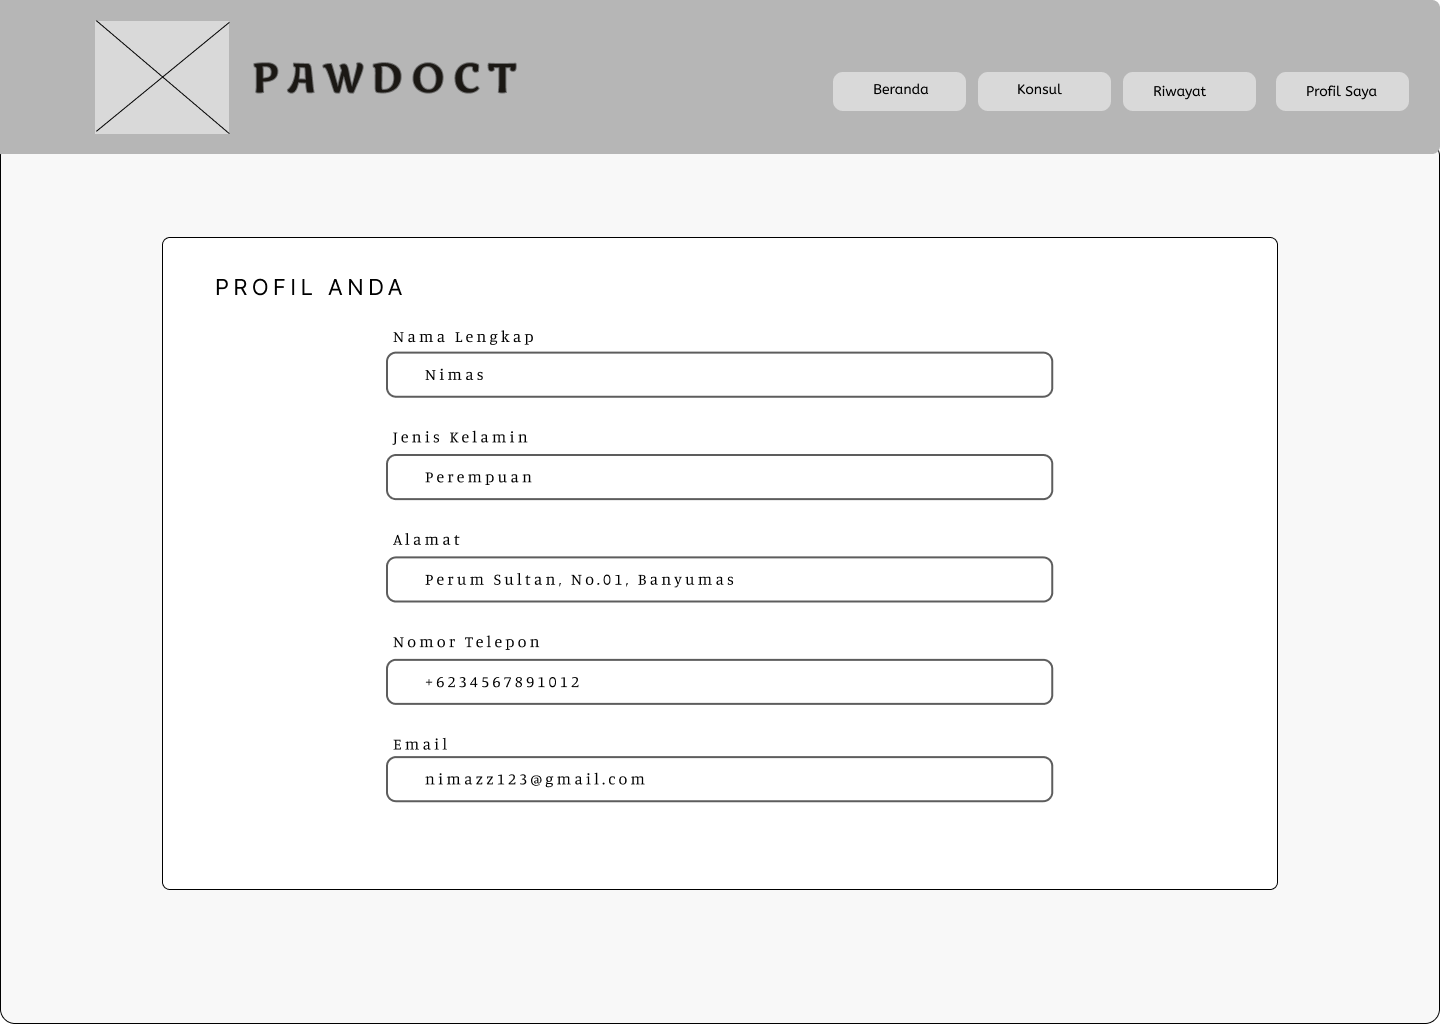 PAWDOCT
Beranda
Konsul
Riwayat
Profil Saya
PROFIL ANDA
Nama Lengkap
Nimas
Jenis Kelamin
Perempuan
Alamat
Perum Sultan, No.01, Banyumas
Nomor Telepon
+6234567891012
Email
nimazz123@gmail.com